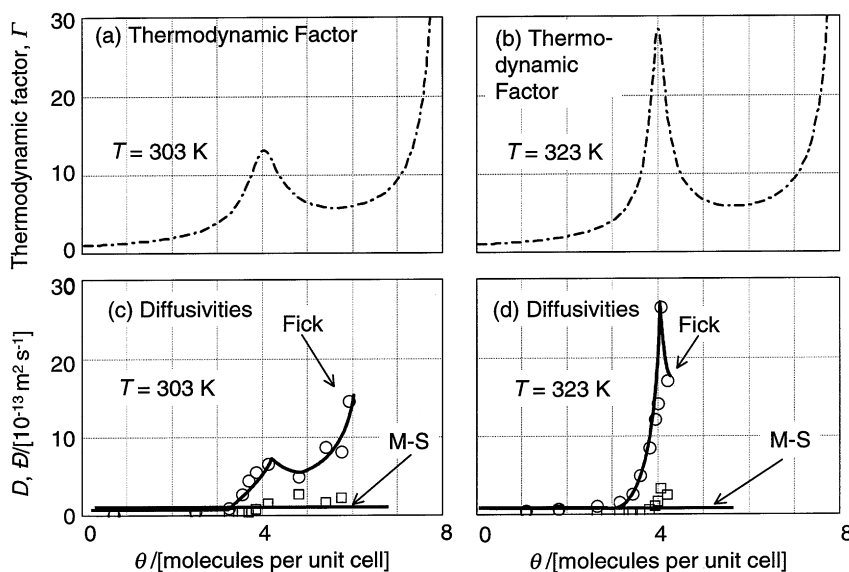 30
20
10
0
Thermodynamic factor, Γ
(a) Thermodynamic Factor
T = 303 K
(b) Thermo-
dynamic
Factor
T = 323 K
30
20
10
0
D, Đ/[10⁻¹³ m² s⁻¹]
(c) Diffusivities
Fick
T = 303 K
M-S
0
4
8
θ /[molecules per unit cell]
(d) Diffusivities
Fick
T = 323 K
M-S
0
4
8
θ /[molecules per unit cell]